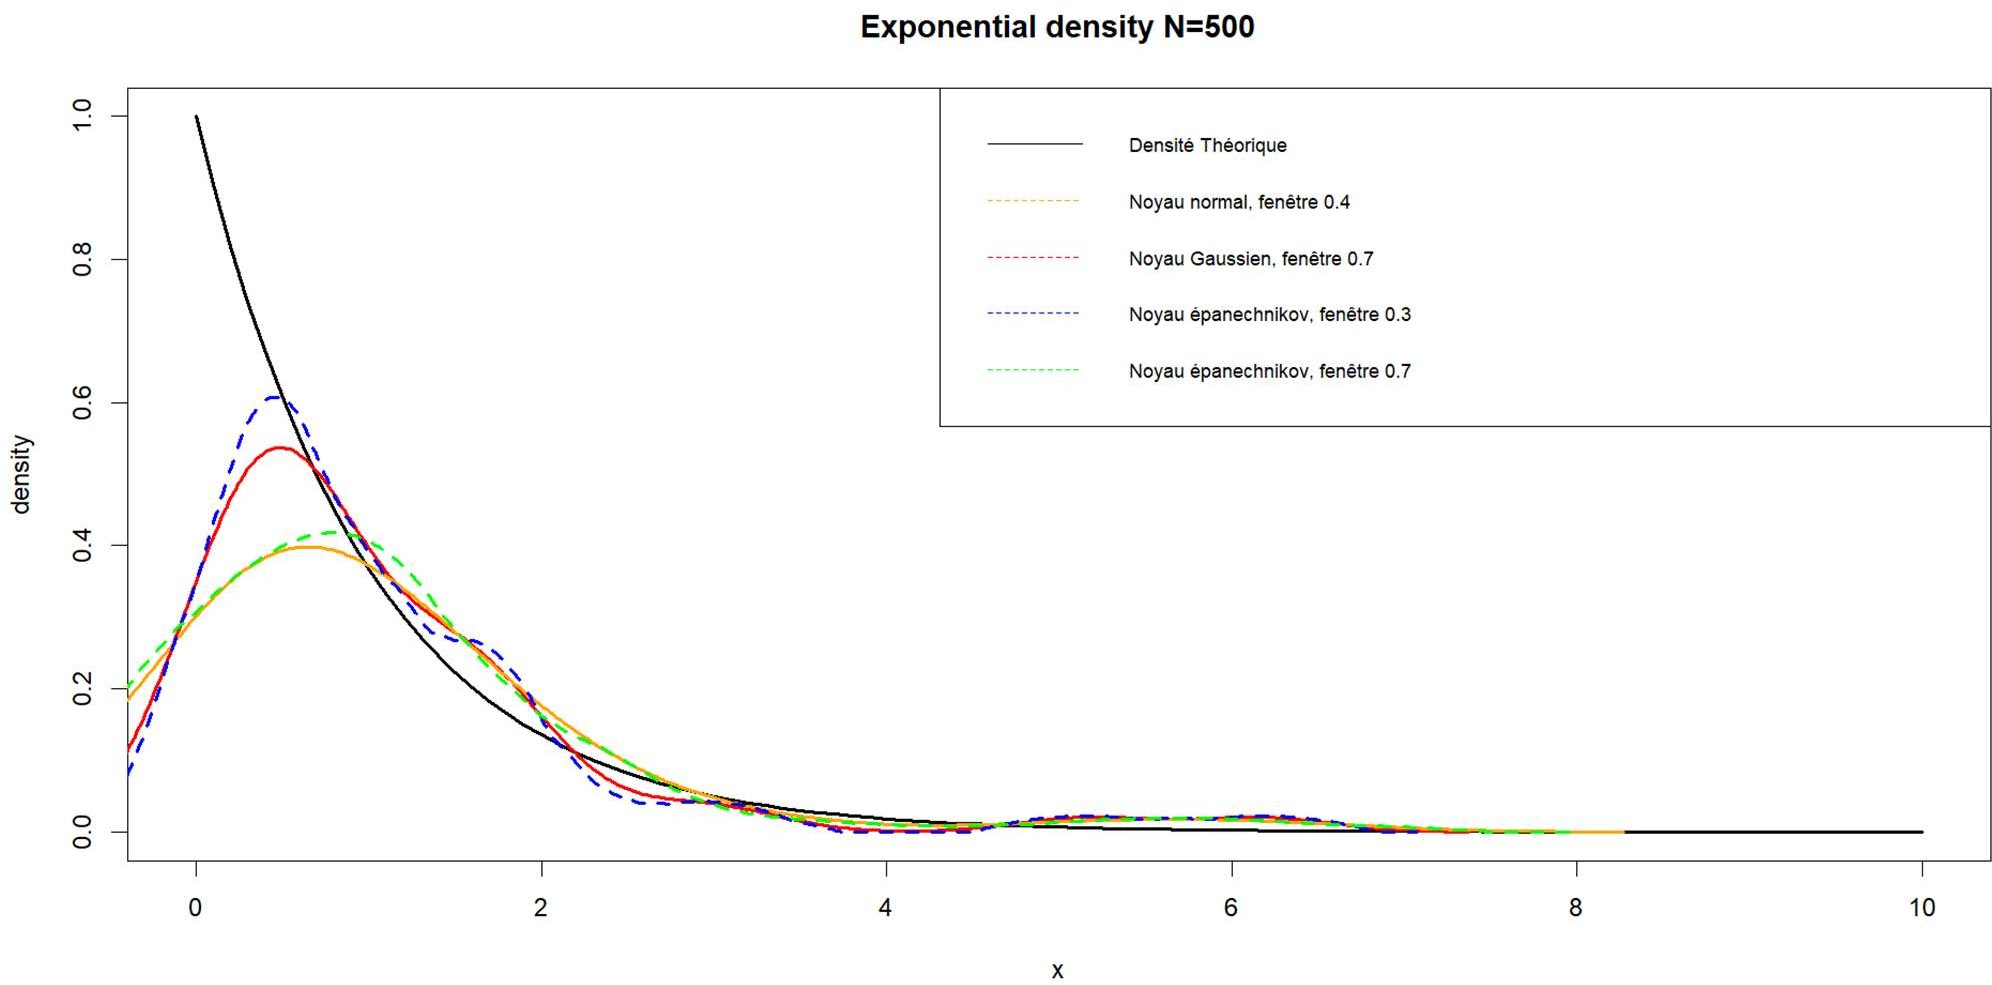 Exponential density N=500
density
1.0
0.8
0.6
0.4
0.2
0.0
Densité Théorique
Noyau normal, fenêtre 0.4
Noyau Gaussien, fenêtre 0.7
Noyau épanechnikov, fenêtre 0.3
Noyau épanechnikov, fenêtre 0.7
0 2 4 6 8 10
x